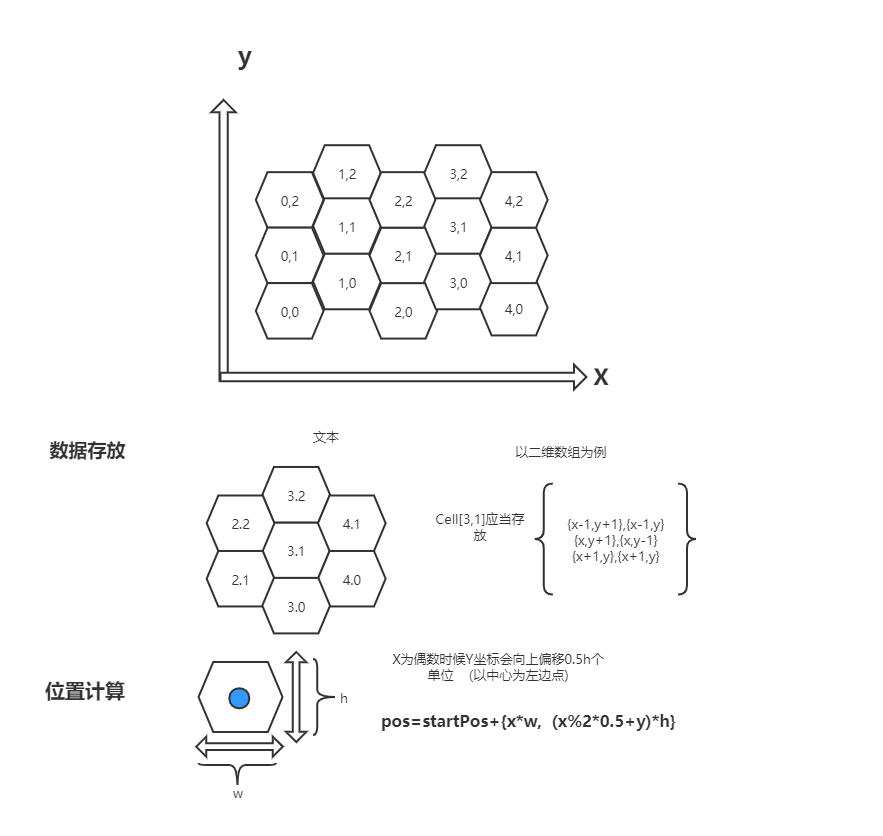 y
1,2
3,2
0,2
2,2
4,2
1,1
3,1
0,1
2,1
4,1
1,0
3,0
0,0
2,0
4,0
X
数据存放
文本
以二维数组为例
3.2
2.2
4.1
3.1
2.1
4.0
3.0
Cell[3,1]应当存
放
{x-1,y+1},{x-1,y}
{x,y+1},{x,y-1}
{x+1,y},{x+1,y}
位置计算
X为偶数时候Y坐标会向上偏移0.5h个
单位 (以中心为左边点)
h
pos=startPos+{x*w, (x%2*0.5+y)*h}
w